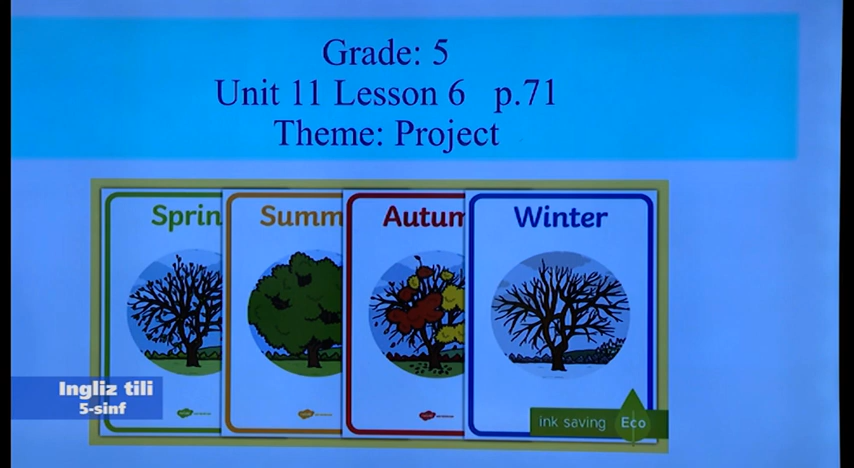 Grade: 5
Unit 11 Lesson 6 p.71
Theme: Project
Sprin
Summ
Autum
Winter
ink saving Eco
Ingliz tili
5-sinf